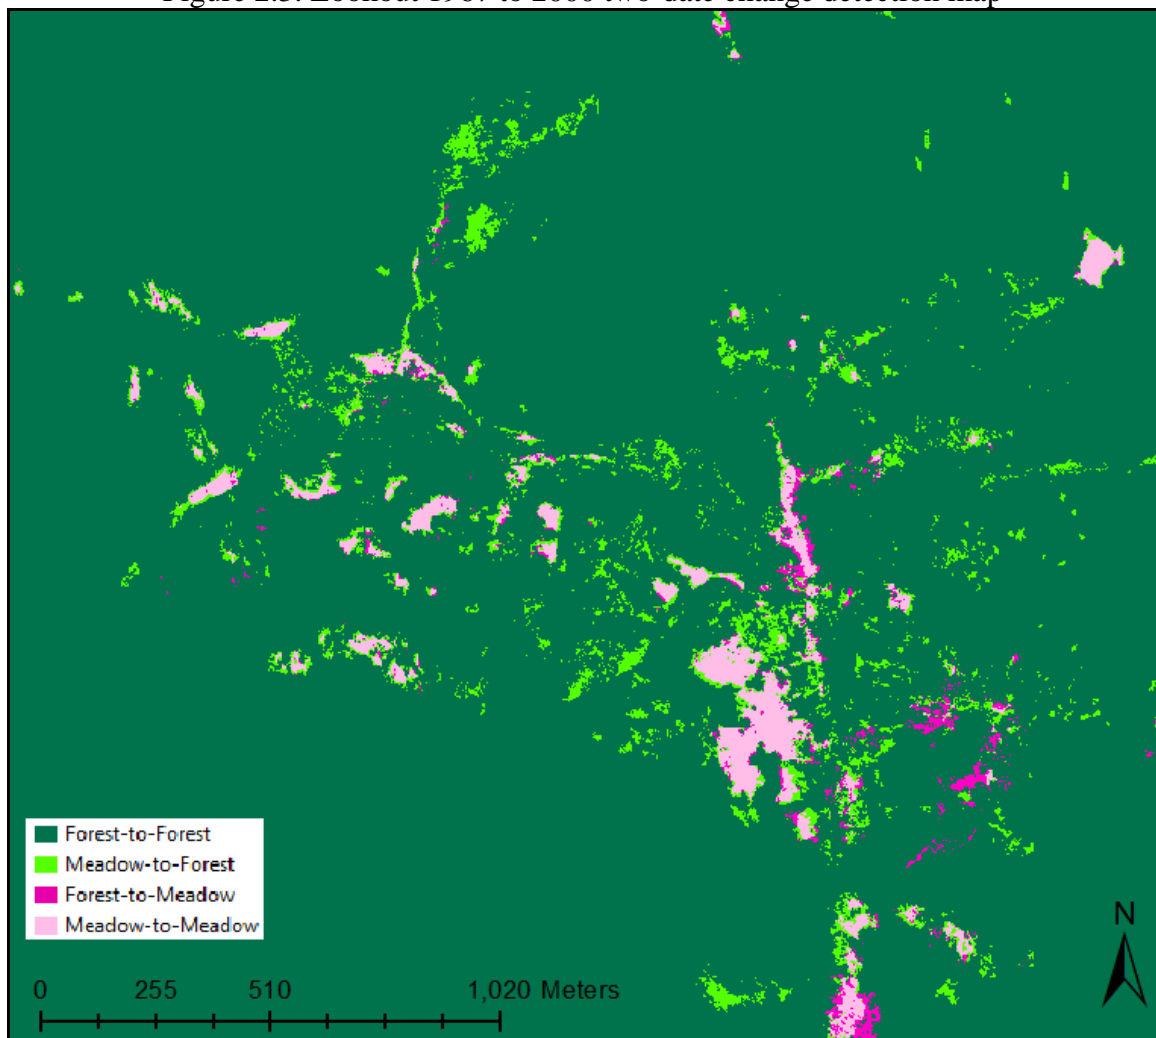 Forest-to-Forest
Meadow-to-Forest
Forest-to-Meadow
Meadow-to-Meadow
N
0 255 510 1,020 Meters